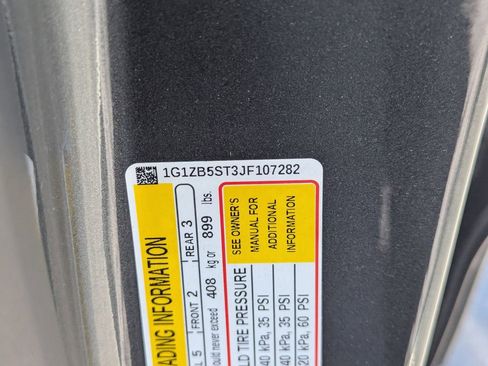 1G1ZB5ST3JF107282
ADING INFORMATION
L 5 FRONT 2 REAR 3
ould never exceed 408 kg or 899 lbs.
LD TIRE PRESSURE
SEE OWNER'S
MANUAL FOR
ADDITIONAL
INFORMATION
40 kPa, 35 PSI
40 kPa, 35 PSI
20 kPa, 60 PSI